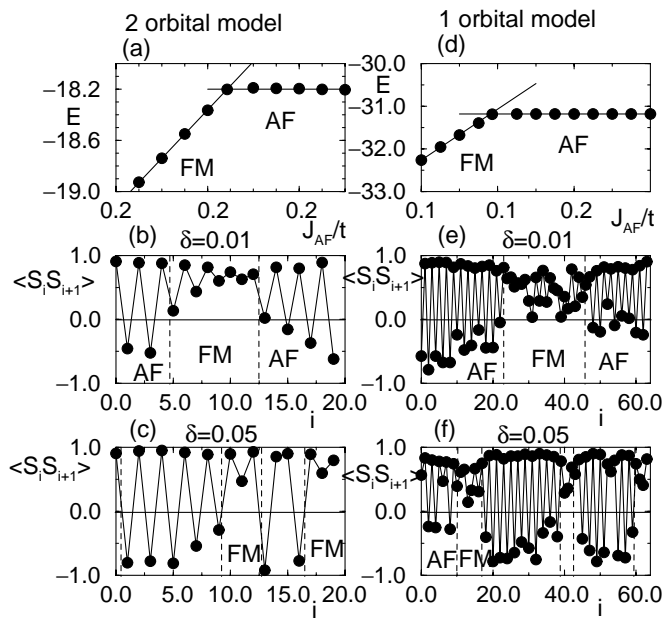 2 orbital model
1 orbital model
(a)
(d)
E
−18.2
−18.6
−19.0
AF
FM
0.2 0.2 0.2 J_AF/t
−30.0
E
−31.0
−32.0
−33.0
FM
AF
0.1 0.1 0.2 J_AF/t
(b) δ=0.01
<S_iS_i+1>
1.0
0.0
−1.0
AF FM AF
0.0 5.0 10.0 15.0 20.0
i
(e) δ=0.01
<S_iS_i+1>
1.0
0.0
−1.0
AF FM AF
0.0 20.0 40.0 60.0
i
(c) δ=0.05
<S_iS_i+1>
1.0
0.0
−1.0
FM FM
0.0 5.0 10.0 15.0 20.0
i
(f) δ=0.05
<S_iS_i+1>
1.0
0.0
−1.0
AF FM
0.0 20.0 40.0 60.0
i